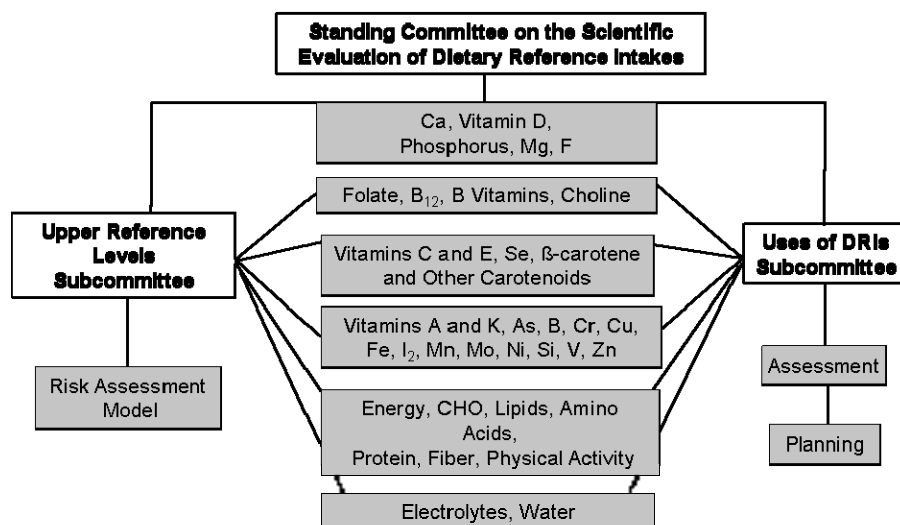 Standing Committee on the Scientific
Evaluation of Dietary Reference Intakes
Ca, Vitamin D,
Phosphorus, Mg, F
Folate, B12, B Vitamins, Choline
Upper Reference
Levels
Subcommittee
Vitamins C and E, Se, ß-carotene
and Other Carotenoids
Uses of DRIs
Subcommittee
Vitamins A and K, As, B, Cr, Cu,
Fe, I2, Mn, Mo, Ni, Si, V, Zn
Risk Assessment
Model
Assessment
Energy, CHO, Lipids, Amino
Acids,
Protein, Fiber, Physical Activity
Planning
Electrolytes, Water